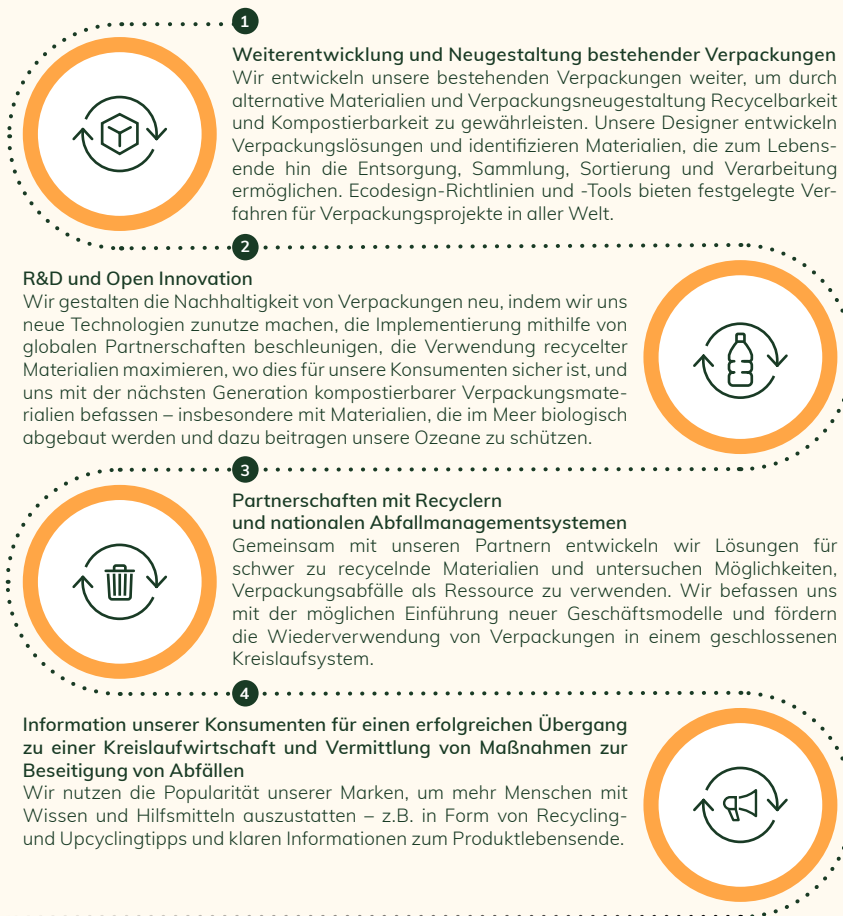 1
Weiterentwicklung und Neugestaltung bestehender Verpackungen
Wir entwickeln unsere bestehenden Verpackungen weiter, um durch
alternative Materialien und Verpackungsneugestaltung Recycelbarkeit
und Kompostierbarkeit zu gewährleisten. Unsere Designer entwickeln
Verpackungslösungen und identifizieren Materialien, die zum Lebens-
ende hin die Entsorgung, Sammlung, Sortierung und Verarbeitung
ermöglichen. Ecodesign-Richtlinien und -Tools bieten festgelegte Ver-
fahren für Verpackungsprojekte in aller Welt.
2
R&D und Open Innovation
Wir gestalten die Nachhaltigkeit von Verpackungen neu, indem wir uns
neue Technologien zunutze machen, die Implementierung mithilfe von
globalen Partnerschaften beschleunigen, die Verwendung recycelter
Materialien maximieren, wo dies für unsere Konsumenten sicher ist, und
uns mit der nächsten Generation kompostierbarer Verpackungsmate-
rialien befassen – insbesondere mit Materialien, die im Meer biologisch
abgebaut werden und dazu beitragen unsere Ozeane zu schützen.
3
Partnerschaften mit Recyclern
und nationalen Abfallmanagementsystemen
Gemeinsam mit unseren Partnern entwickeln wir Lösungen für
schwer zu recycelnde Materialien und untersuchen Möglichkeiten,
Verpackungsabfälle als Ressource zu verwenden. Wir befassen uns
mit der möglichen Einführung neuer Geschäftsmodelle und fördern
die Wiederverwendung von Verpackungen in einem geschlossenen
Kreislaufsystem.
4
Information unserer Konsumenten für einen erfolgreichen Übergang
zu einer Kreislaufwirtschaft und Vermittlung von Maßnahmen zur
Beseitigung von Abfällen
Wir nutzen die Popularität unserer Marken, um mehr Menschen mit
Wissen und Hilfsmitteln auszustatten – z.B. in Form von Recycling-
und Upcyclingtipps und klaren Informationen zum Produktlebensende.